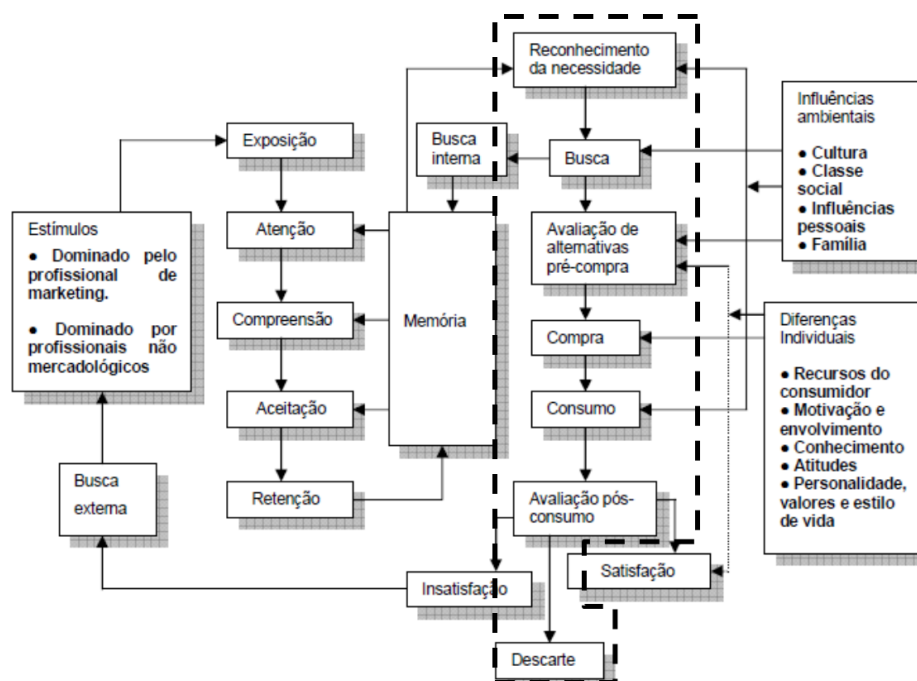 Reconhecimento
da necessidade
Influências
ambientais
● Cultura
● Classe
social
● Influências
pessoais
● Família
Exposição
Busca
interna
Busca
Estímulos
● Dominado pelo
profissional de
marketing.
● Dominado por
profissionais não
mercadológicos
Atenção
Avaliação de
alternativas
pré-compra
Compreensão
Memória
Compra
Diferenças
Individuais
● Recursos do
consumidor
● Motivação e
envolvimento
● Conhecimento
● Atitudes
● Personalidade,
valores e estilo
de vida
Aceitação
Consumo
Busca
externa
Retenção
Avaliação pós-
consumo
Insatisfação
Satisfação
Descarte